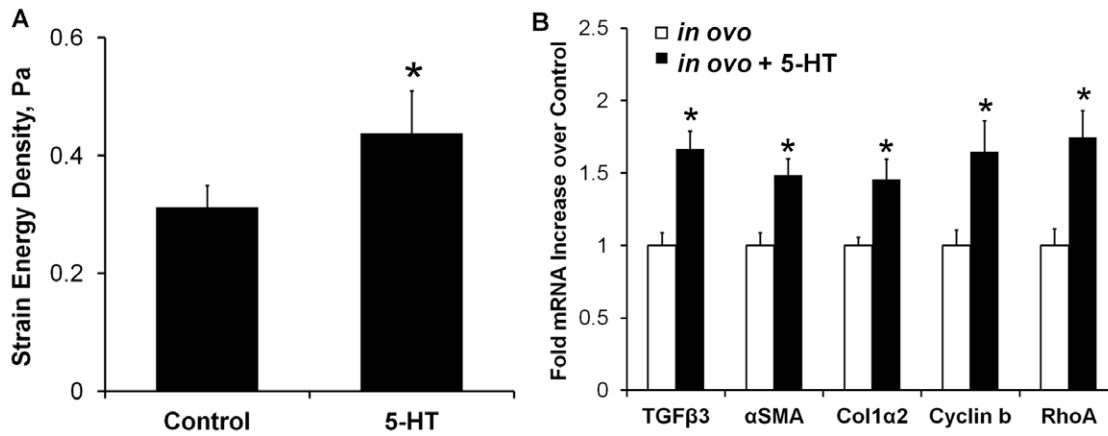 A
Strain Energy Density, Pa
0.6
0.4
0.2
0
*
Control 5-HT
B
Fold mRNA Increase over Control
2.5
2
1.5
1
0.5
0
in ovo
in ovo + 5-HT
* * * * *
TGFβ3 αSMA Col1α2 Cyclin b RhoA